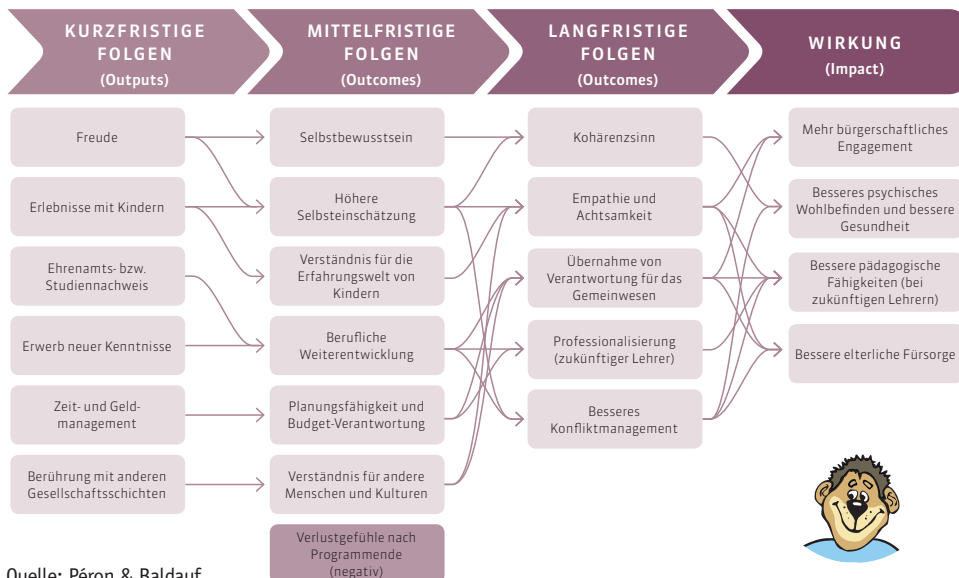 KURZFRISTIGE
FOLGEN
(Outputs)
MITTELFRISTIGE
FOLGEN
(Outcomes)
LANGFRISTIGE
FOLGEN
(Outcomes)
WIRKUNG
(Impact)
Freude
Erlebnisse mit Kindern
Ehrenamts- bzw.
Studiennachweis
Erwerb neuer Kenntnisse
Zeit- und Geld-
management
Berührung mit anderen
Gesellschaftsschichten
Selbstbewusstsein
Höhere
Selbsteinschätzung
Verständnis für die
Erfahrungswelt von
Kindern
Berufliche
Weiterentwicklung
Planungsfähigkeit und
Budget-Verantwortung
Verständnis für andere
Menschen und Kulturen
Verlustgefühle nach
Programmende
(negativ)
Kohärenzsinn
Empathie und
Achtsamkeit
Übernahme von
Verantwortung für das
Gemeinwesen
Professionalisierung
(zukünftiger Lehrer)
Besseres
Konfliktmanagement
Mehr bürgerschaftliches
Engagement
Besseres psychisches
Wohlbefinden und bessere
Gesundheit
Bessere pädagogische
Fähigkeiten (bei
zukünftigen Lehrern)
Bessere elterliche Fürsorge
Quelle: Péron & Baldauf